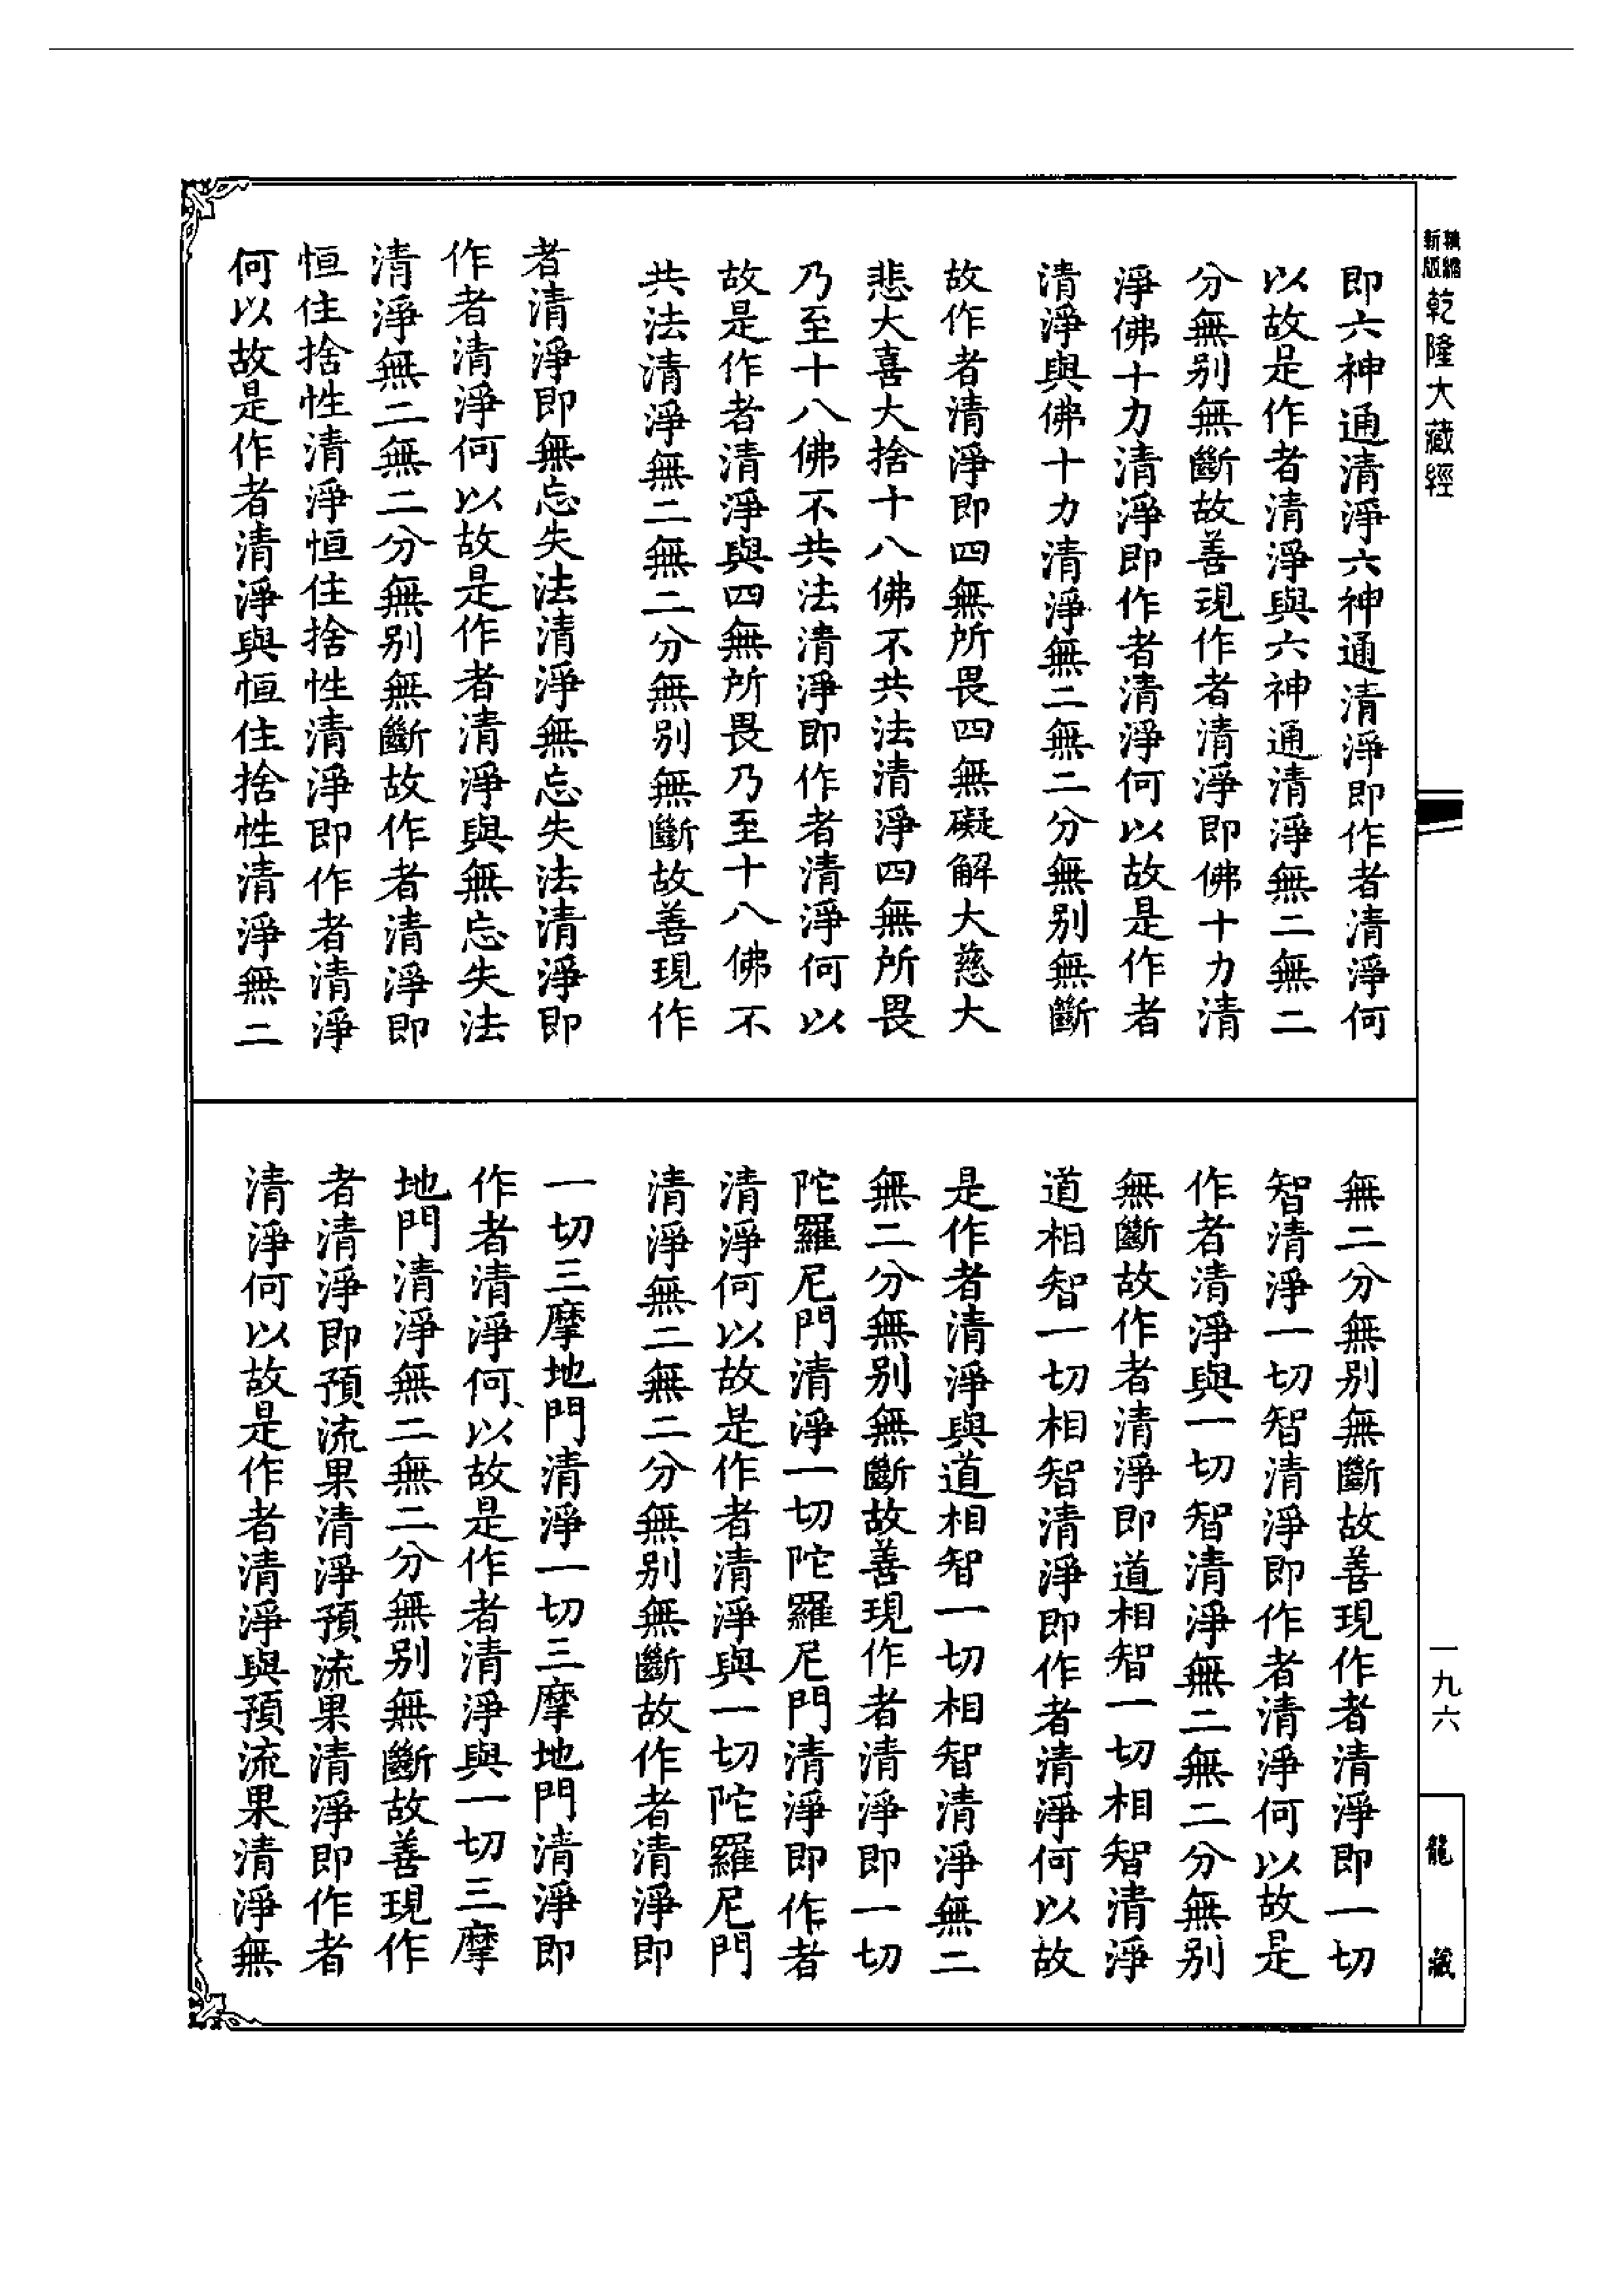 新編縮版 乾隆大藏經
即六神通清淨六神通清淨即作者清淨何
以故是作者清淨與六神通清淨無二無二
分無別無斷故善現作者清淨即佛十力清
淨佛十力清淨即作者清淨何以故是作者
清淨與佛十力清淨無二無二分無別無斷
故作者清淨即四無所畏四無礙解大慈大
悲大喜大捨十八佛不共法清淨四無所畏
乃至十八佛不共法清淨即作者清淨何以
故是作者清淨與四無所畏乃至十八佛不
共法清淨無二無二分無別無斷故善現作
者清淨即無忘失法清淨無忘失法清淨即
作者清淨何以故是作者清淨與無忘失法
清淨無二無二分無別無斷故作者清淨即
恒住捨性清淨恒住捨性清淨即作者清淨
何以故是作者清淨與恒住捨性清淨無二
無二分無別無斷故善現作者清淨即一切
智清淨一切智清淨即作者清淨何以故是
作者清淨與一切智清淨無二無二分無別
無斷故作者清淨即道相智一切相智清淨
道相智一切相智清淨即作者清淨何以故
是作者清淨與道相智一切相智清淨無二
無二分無別無斷故善現作者清淨即一切
陀羅尼門清淨一切陀羅尼門清淨即作者
清淨何以故是作者清淨與一切陀羅尼門
清淨無二無二分無別無斷故作者清淨即
一切三摩地門清淨一切三摩地門清淨即
作者清淨何以故是作者清淨與一切三摩
地門清淨無二無二分無別無斷故善現作
者清淨即預流果清淨預流果清淨即作者
清淨何以故是作者清淨與預流果清淨無
一九六
龍藏